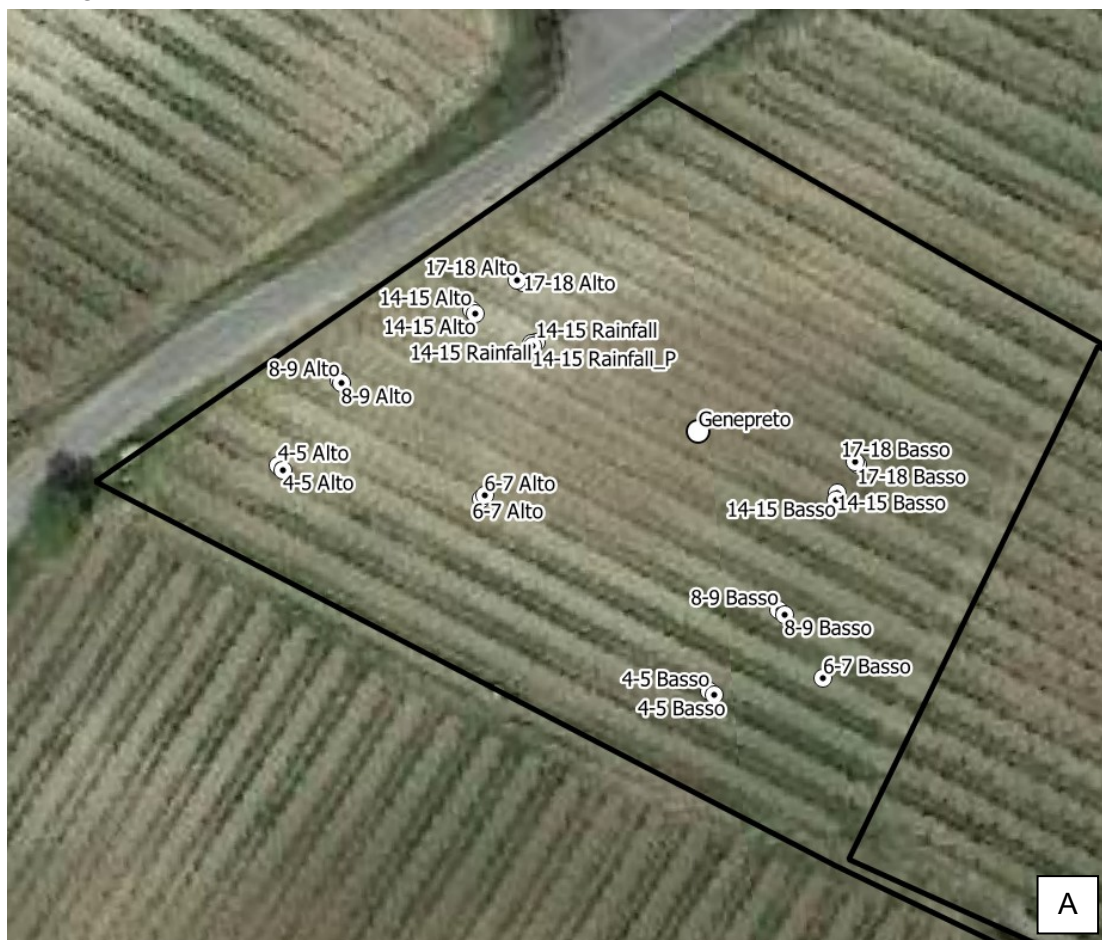 17-18 Alto
17-18 Alto
14-15 Alto
14-15 Alto
14-15 Rainfall
14-15 Rainfall
14-15 Rainfall_P
8-9 Alto
8-9 Alto
Genepreto
4-5 Alto
4-5 Alto
17-18 Basso
17-18 Basso
6-7 Alto
6-7 Alto
14-15 Basso
14-15 Basso
8-9 Basso
8-9 Basso
6-7 Basso
4-5 Basso
4-5 Basso
A